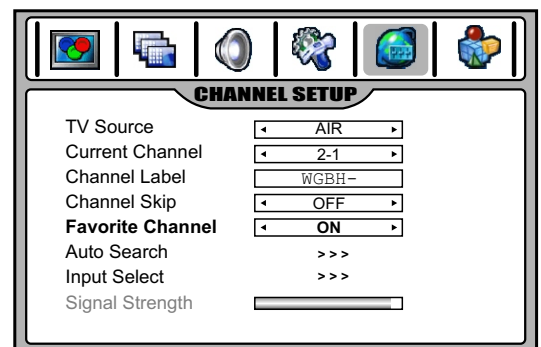 CHANNEL SETUP
TV Source AIR
Current Channel 2-1
Channel Label WGBH-
Channel Skip OFF
Favorite Channel ON
Auto Search >>>
Input Select >>>
Signal Strength